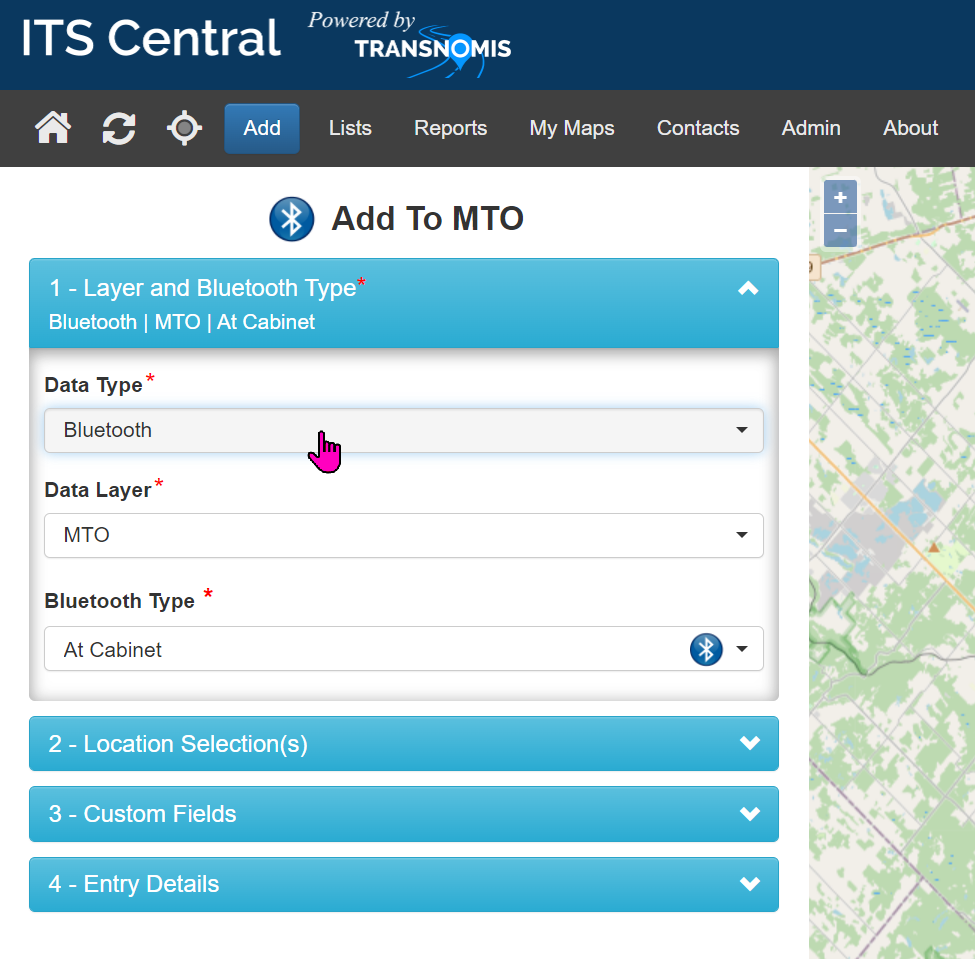 ITS Central
Powered by
TRANSNOMIS
Add
Lists
Reports
My Maps
Contacts
Admin
About
Add To MTO
1 - Layer and Bluetooth Type*
Bluetooth | MTO | At Cabinet
Data Type*
Bluetooth
Data Layer*
MTO
Bluetooth Type *
At Cabinet
2 - Location Selection(s)
3 - Custom Fields
4 - Entry Details
+
−